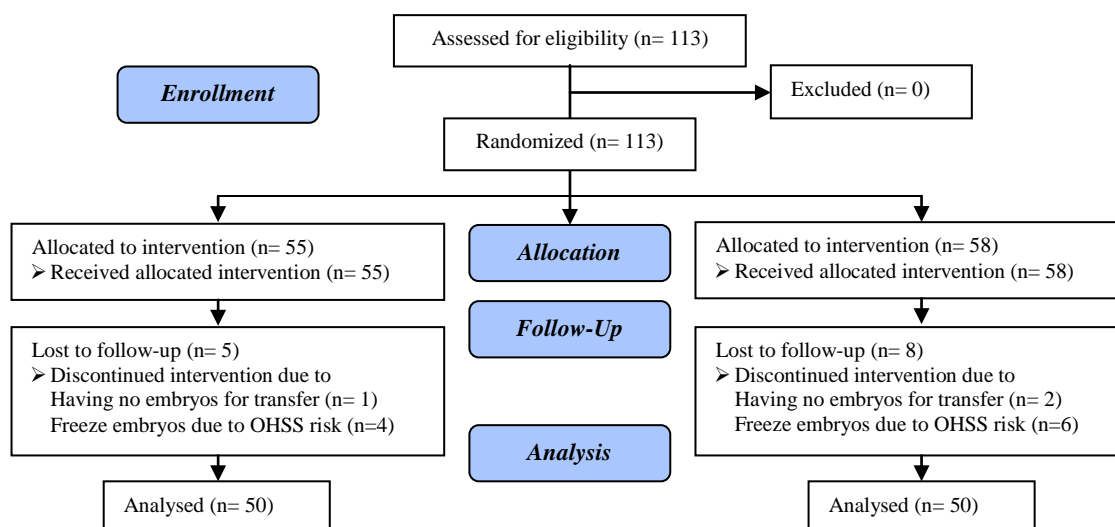 Assessed for eligibility (n= 113)
Enrollment
Excluded (n= 0)
Randomized (n= 113)
Allocated to intervention (n= 55)
➢ Received allocated intervention (n= 55)
Allocation
Allocated to intervention (n= 58)
➢ Received allocated intervention (n= 58)
Follow-Up
Lost to follow-up (n= 5)
➢ Discontinued intervention due to
Having no embryos for transfer (n= 1)
Freeze embryos due to OHSS risk (n=4)
Lost to follow-up (n= 8)
➢ Discontinued intervention due to
Having no embryos for transfer (n= 2)
Freeze embryos due to OHSS risk (n=6)
Analysis
Analysed (n= 50)
Analysed (n= 50)